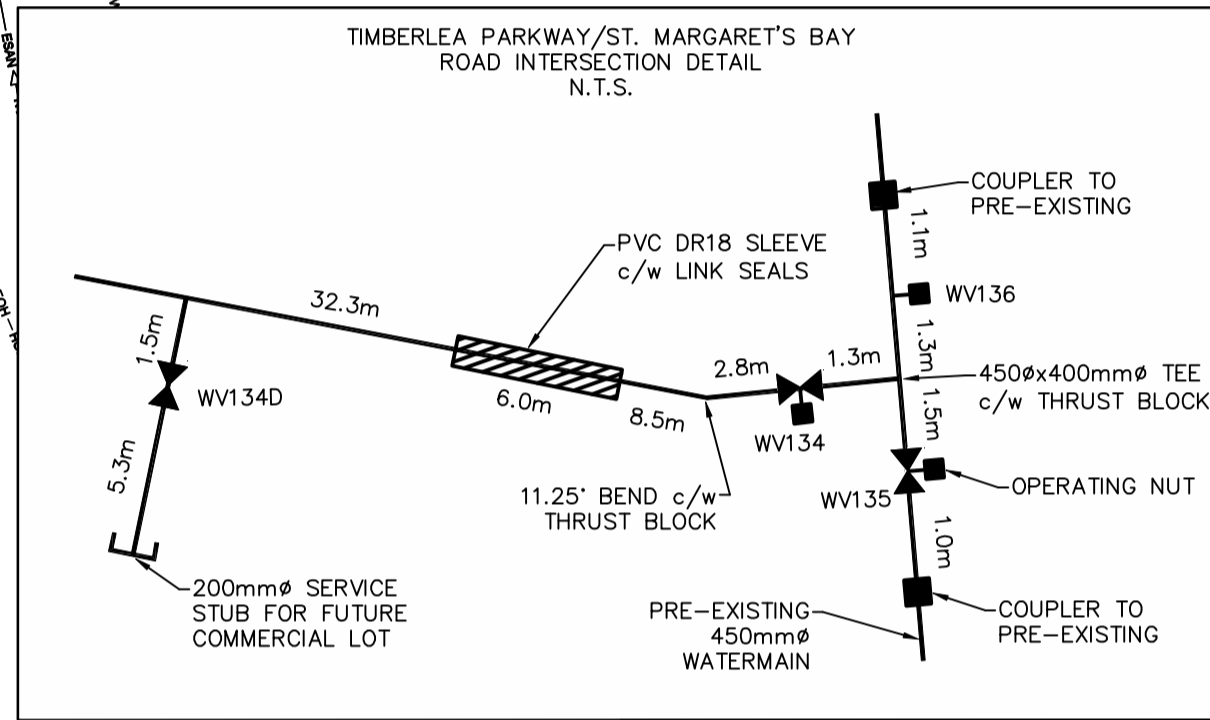 TIMBERLEA PARKWAY/ST. MARGARET'S BAY
ROAD INTERSECTION DETAIL
N.T.S.
COUPLER TO
PRE-EXISTING
1.1m
PVC DR18 SLEEVE
c/w LINK SEALS
WV136
32.3m
1.3m
1.5m
2.8m
1.3m
450øx400mmø TEE
c/w THRUST BLOCK
WV134D
6.0m
8.5m
1.5m
WV134
5.3m
11.25° BEND c/w
THRUST BLOCK
WV135
OPERATING NUT
1.0m
200mmø SERVICE
STUB FOR FUTURE
COMMERCIAL LOT
PRE-EXISTING
450mmø
WATERMAIN
COUPLER TO
PRE-EXISTING